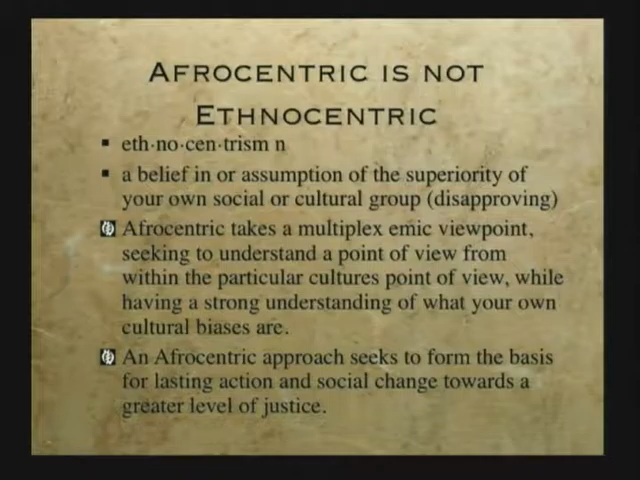 AFROCENTRIC IS NOT
ETHNOCENTRIC
eth·no·cen·trism n
a belief in or assumption of the superiority of
your own social or cultural group (disapproving)
Afrocentric takes a multiplex emic viewpoint,
seeking to understand a point of view from
within the particular cultures point of view, while
having a strong understanding of what your own
cultural biases are.
An Afrocentric approach seeks to form the basis
for lasting action and social change towards a
greater level of justice.